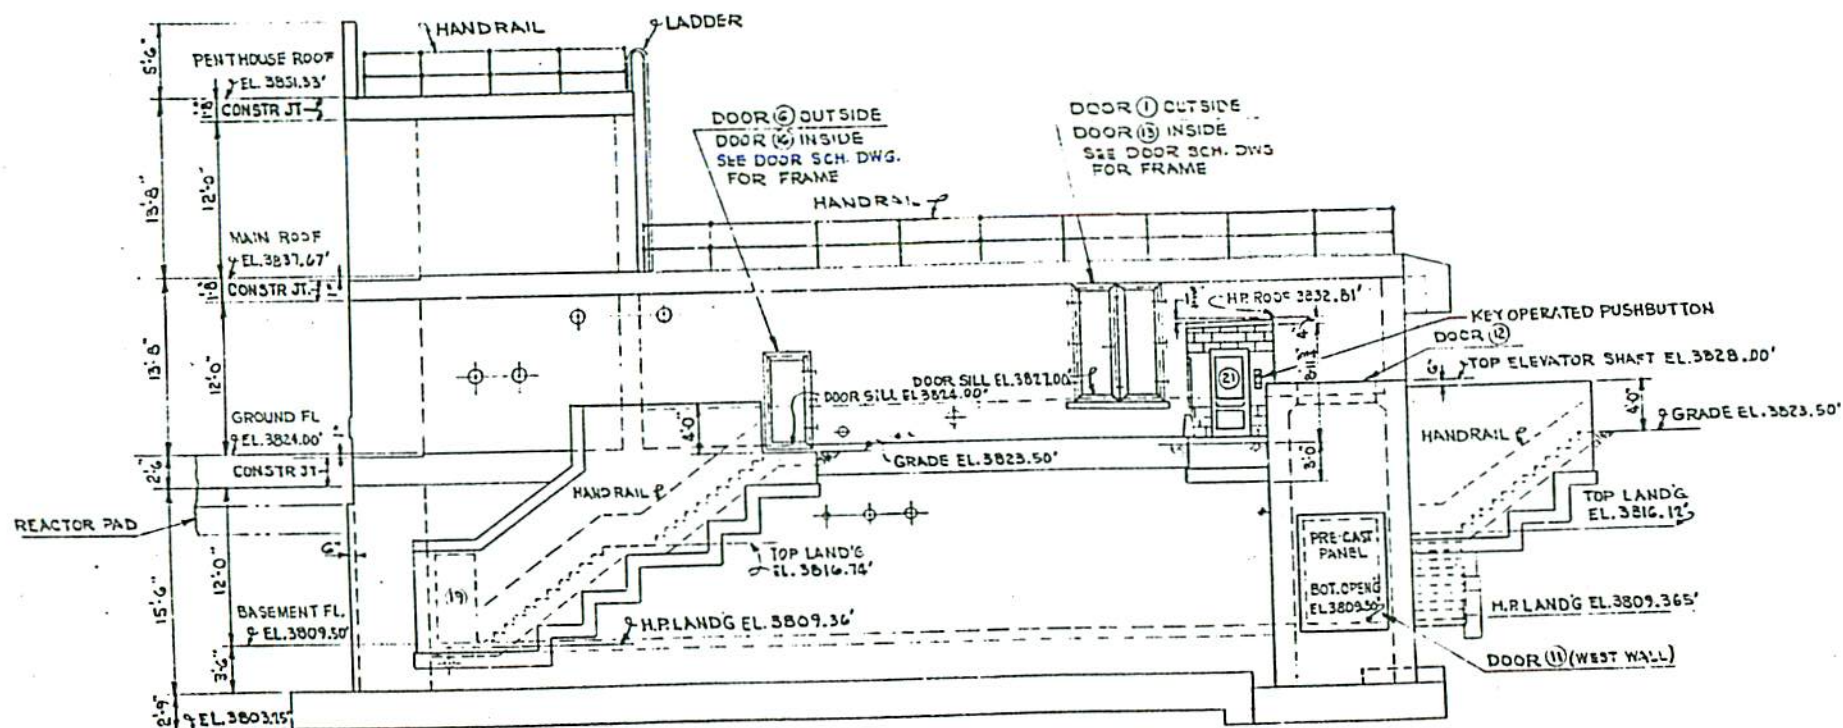 HANDRAIL
LADDER
5'-6"
PENTHOUSE ROOF
EL. 3851.33'
1'-8"
CONSTR JT
DOOR 6 OUTSIDE
DOOR 16 INSIDE
SEE DOOR SCH. DWG.
FOR FRAME
DOOR 1 OUTSIDE
DOOR 13 INSIDE
SEE DOOR SCH. DWG
FOR FRAME
13'-8"
12'-0"
HANDRAIL
MAIN ROOF
EL. 3837.67'
1'-8"
CONSTR JT.
1"
H.P. ROOF 3832.81'
KEY OPERATED PUSHBUTTON
DOOR 12
TOP ELEVATOR SHAFT EL. 3828.00'
13'-8"
12'-0"
4"
6"
21
DOOR SILL EL. 3827.00'
DOOR SILL EL 3824.00'
4'-0"
4'-0"
GROUND FL
EL. 3824.00'
1"
GRADE EL. 3823.50'
GRADE EL. 3823.50'
HANDRAIL
2'-6"
CONSTR JT
3'-0"
HANDRAIL
REACTOR PAD
6"
TOP LAND'G
EL. 3816.74'
TOP LAND'G
EL. 3816.12'
PRE-CAST
PANEL
BOT. OPEN'G
EL. 3809.50'
15'-6"
12'-0"
(19)
BASEMENT FL.
EL. 3809.50'
H.P. LAND'G EL. 3809.36'
H.P. LAND'G EL. 3809.365'
3'-6"
DOOR 11 (WEST WALL)
2'-9"
EL. 3803.75'